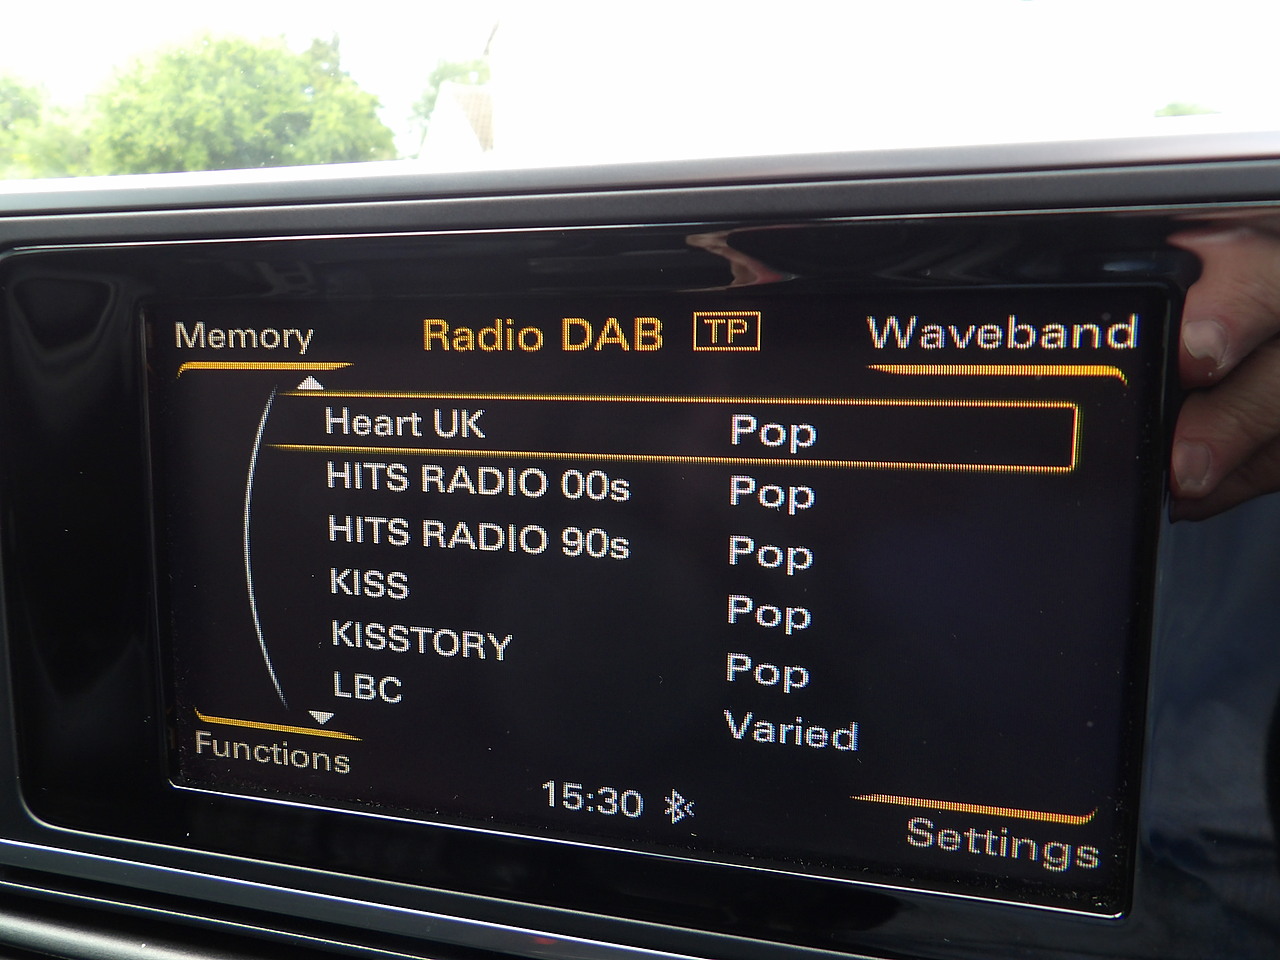 Memory Radio DAB TP Waveband
Heart UK Pop
HITS RADIO 00s Pop
HITS RADIO 90s Pop
KISS Pop
KISSTORY Pop
LBC Varied
Functions
15:30
Settings